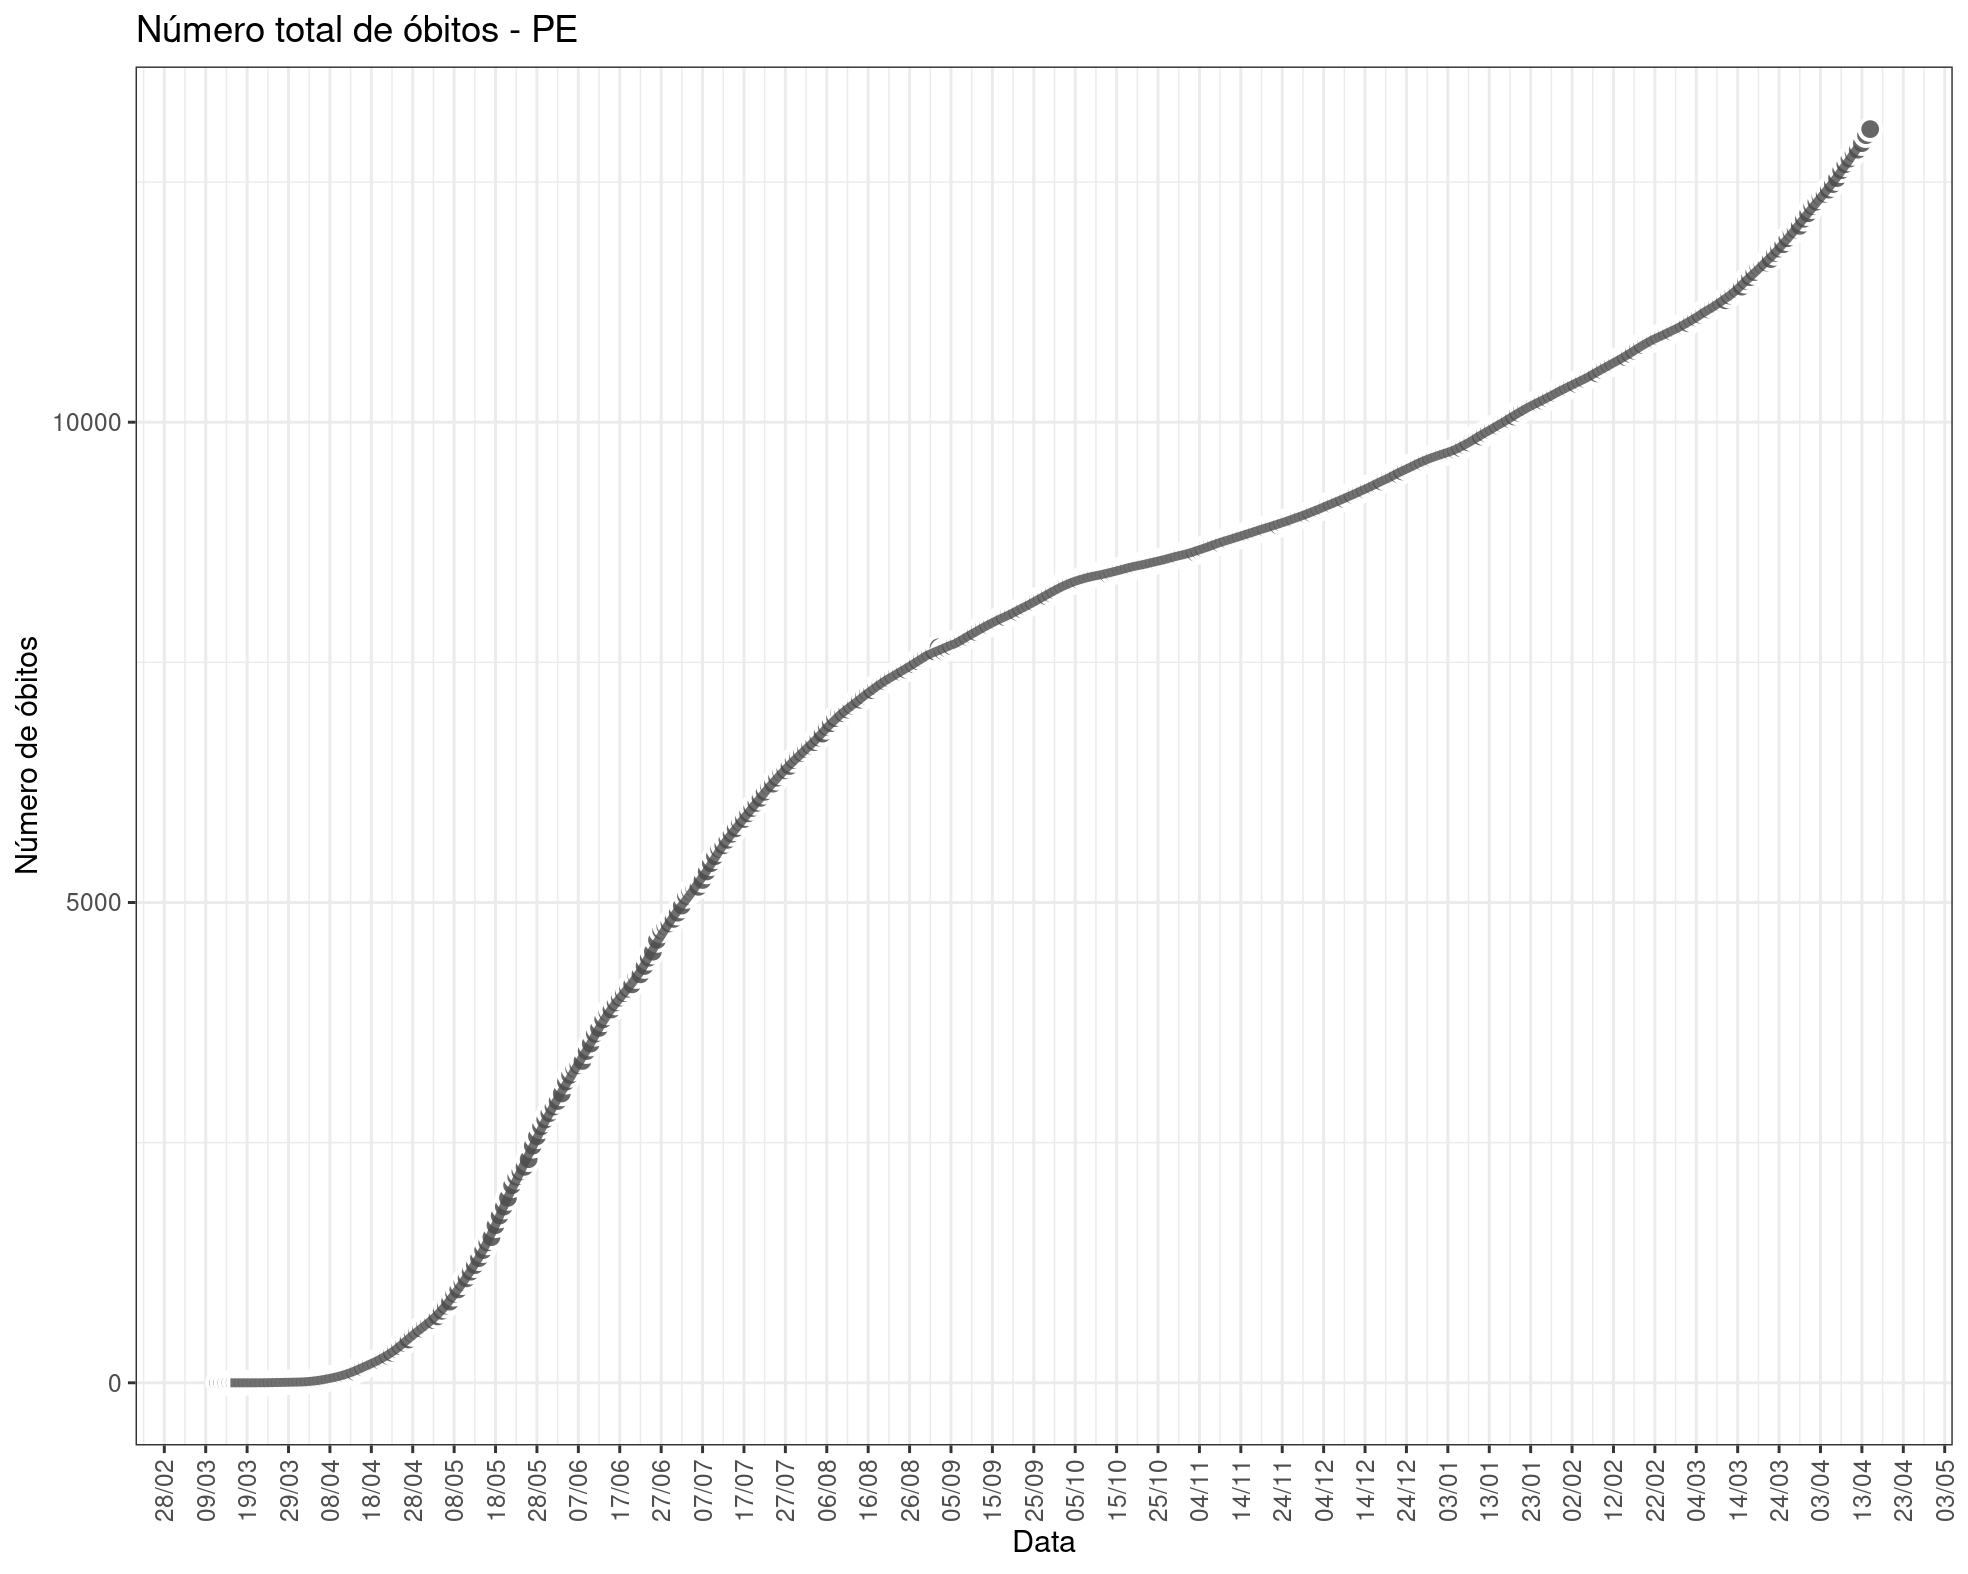 Número total de óbitos - PE
Número de óbitos
10000
5000
0
28/02 09/03 19/03 29/03 08/04 18/04 28/04 08/05 18/05 28/05 07/06 17/06 27/06 07/07 17/07 27/07 06/08 16/08 26/08 05/09 15/09 25/09 05/10 15/10 25/10 04/11 14/11 24/11 04/12 14/12 24/12 03/01 13/01 23/01 02/02 12/02 22/02 04/03 14/03 24/03 03/04 13/04 23/04 03/05
Data